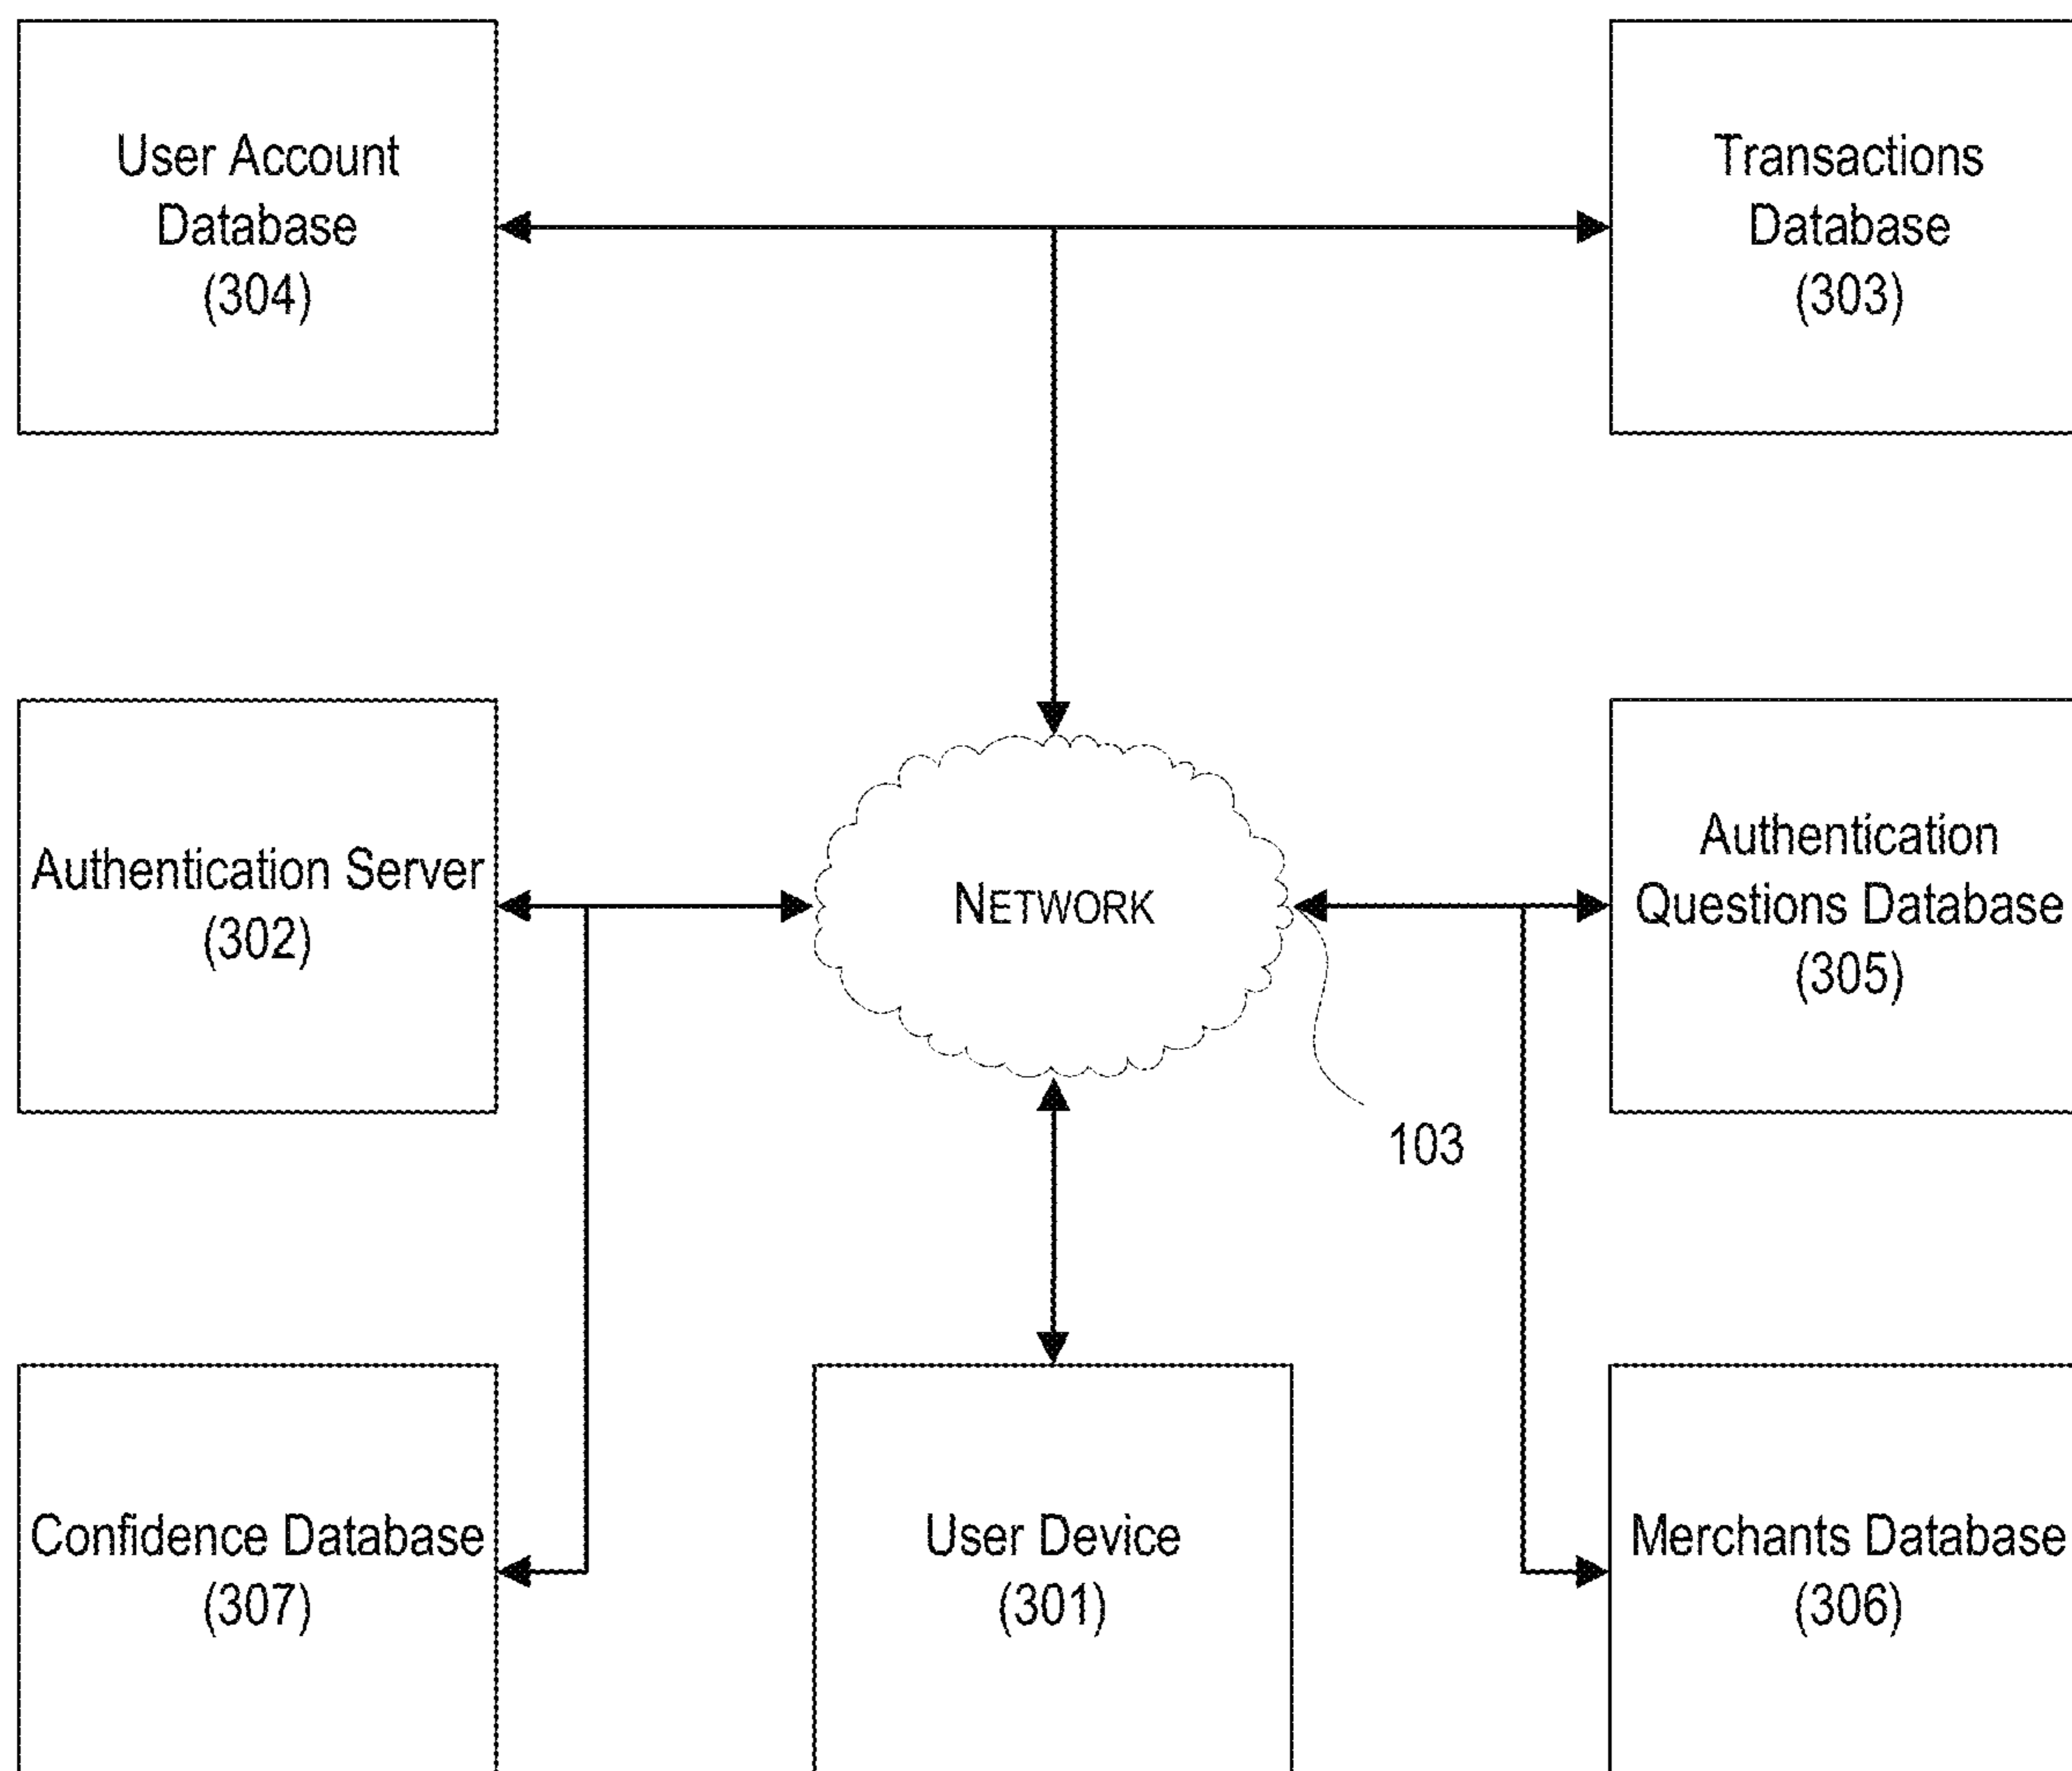 User Account
Database
(304)
Transactions
Database
(303)
Authentication Server
(302)
NETWORK
Authentication
Questions Database
(305)
103
Confidence Database
(307)
User Device
(301)
Merchants Database
(306)